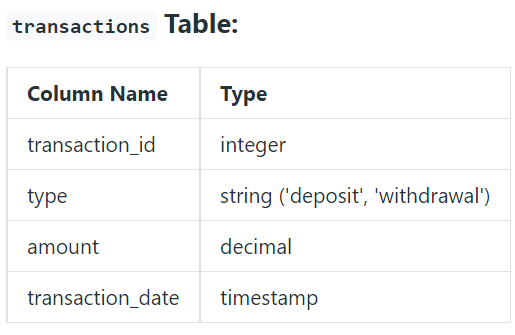 transactions Table:
Column Name Type
transaction_id integer
type string ('deposit', 'withdrawal')
amount decimal
transaction_date timestamp